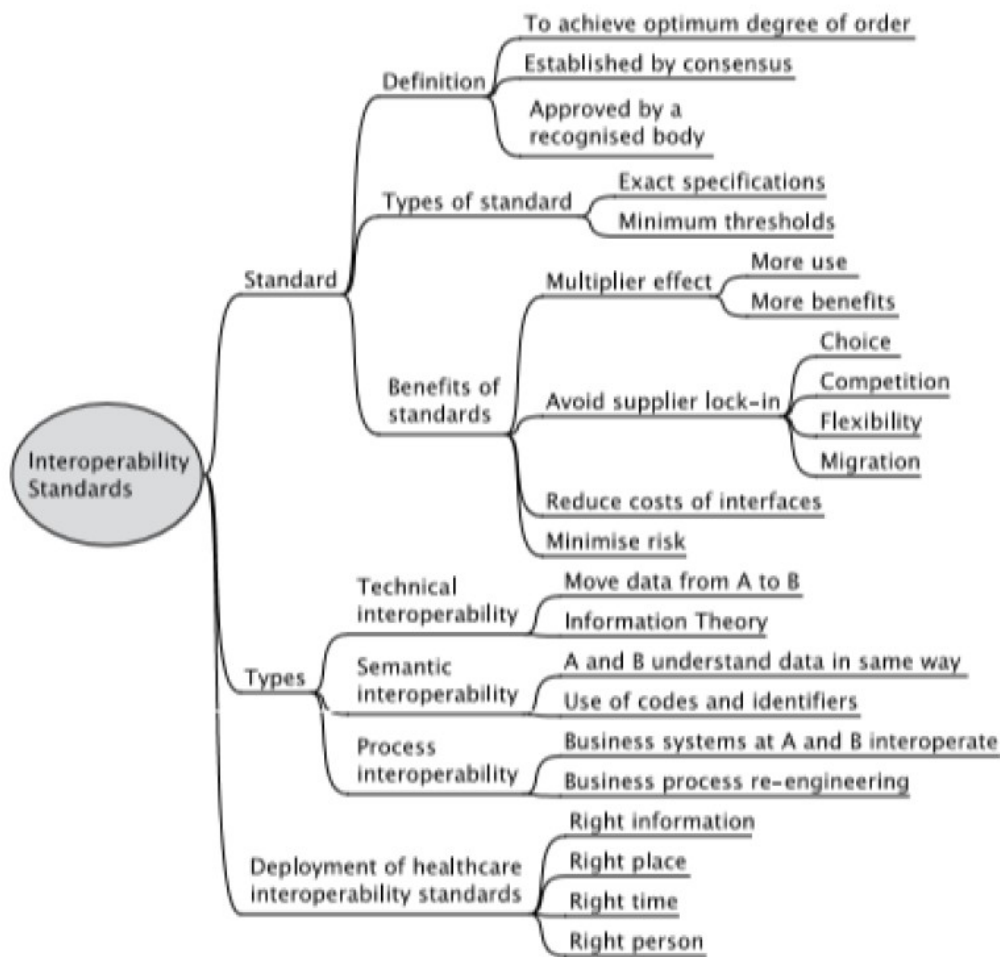 To achieve optimum degree of order
Established by consensus
Definition
Approved by a
recognised body
Exact specifications
Types of standard
Minimum thresholds
More use
Standard
Multiplier effect
More benefits
Choice
Benefits of
standards
Competition
Avoid supplier lock-in
Flexibility
Migration
Interoperability
Standards
Reduce costs of interfaces
Minimise risk
Technical
interoperability
Move data from A to B
Information Theory
Types
Semantic
interoperability
A and B understand data in same way
Use of codes and identifiers
Process
interoperability
Business systems at A and B interoperate
Business process re-engineering
Deployment of healthcare
interoperability standards
Right information
Right place
Right time
Right person